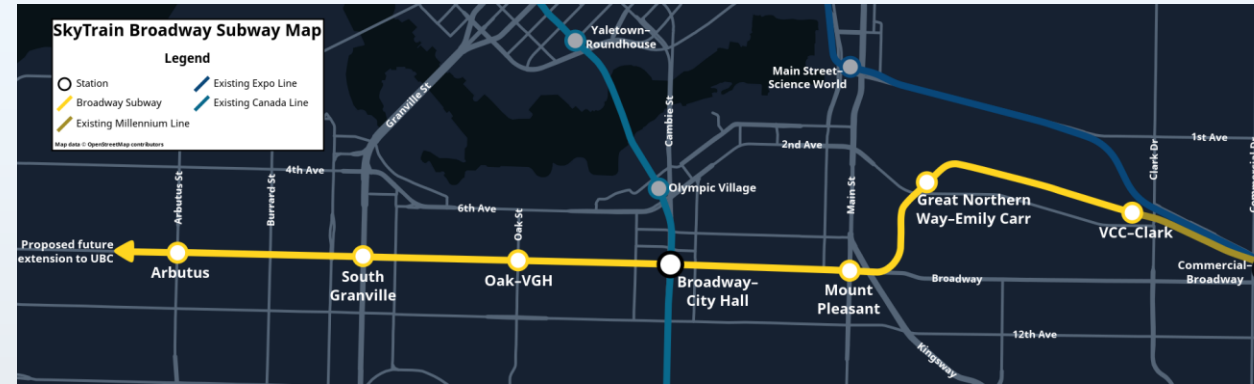 SkyTrain Broadway Subway Map
Legend
Station
Broadway Subway
Existing Millennium Line
Existing Expo Line
Existing Canada Line
Map data © OpenStreetMap contributors
Yaletown–
Roundhouse
Main Street–
Science World
Granville St
Cambie St
1st Ave
2nd Ave
Clark Dr
4th Ave
Arbutus St
Burrard St
Olympic Village
Main St
6th Ave
Oak St
Great Northern
Way–Emily Carr
VCC–Clark
Proposed future
extension to UBC
Arbutus
South
Granville
Oak–VGH
Broadway–
City Hall
Mount
Pleasant
Broadway
Commercial–
Broadway
12th Ave
Kingsway